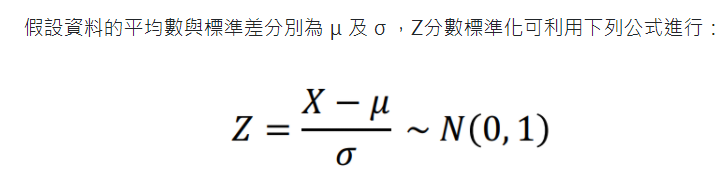 假設資料的平均數與標準差分別為 μ 及 σ ，Z分數標準化可利用下列公式進行：
Z = (X − μ) / σ ~ N(0, 1)